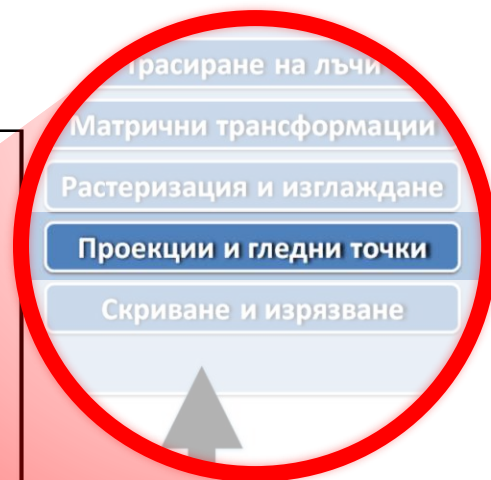 Трасиране на лъчи
Матрични трансформации
Растеризация и изглаждане
Проекции и гледни точки
Скриване и изрязване